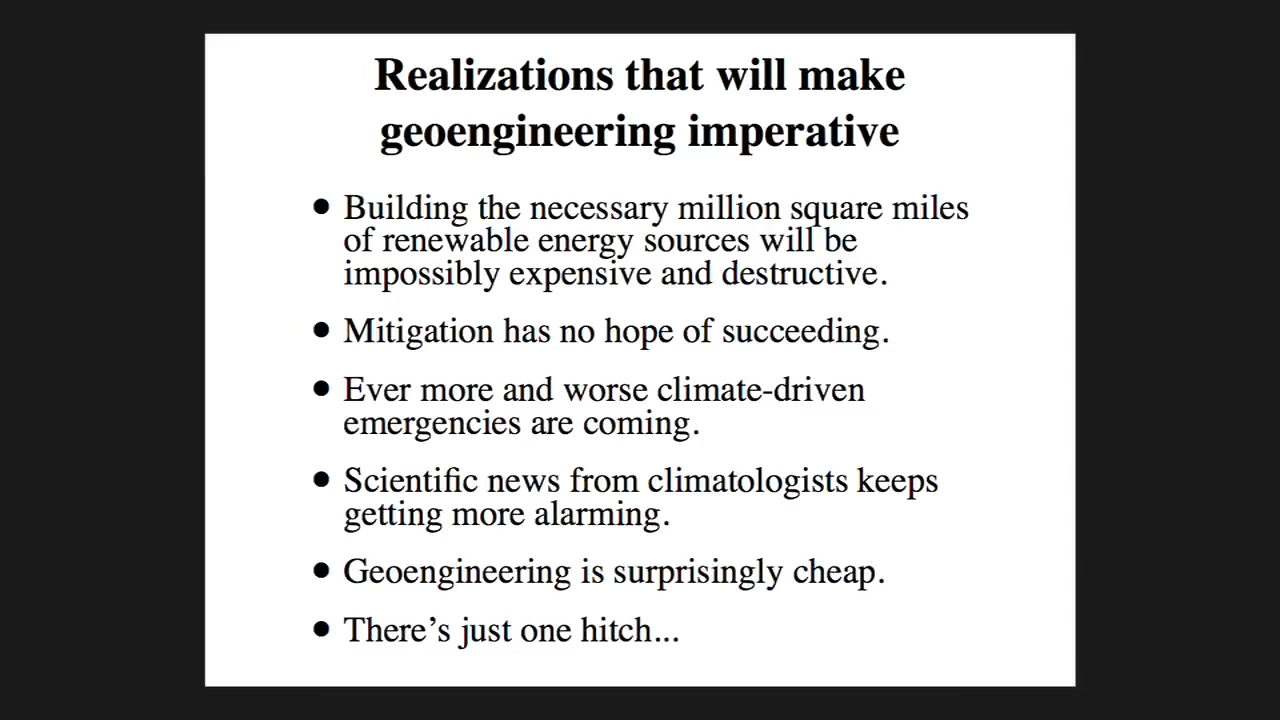 Realizations that will make
geoengineering imperative
• Building the necessary million square miles
of renewable energy sources will be
impossibly expensive and destructive.
• Mitigation has no hope of succeeding.
• Ever more and worse climate-driven
emergencies are coming.
• Scientific news from climatologists keeps
getting more alarming.
• Geoengineering is surprisingly cheap.
• There’s just one hitch...